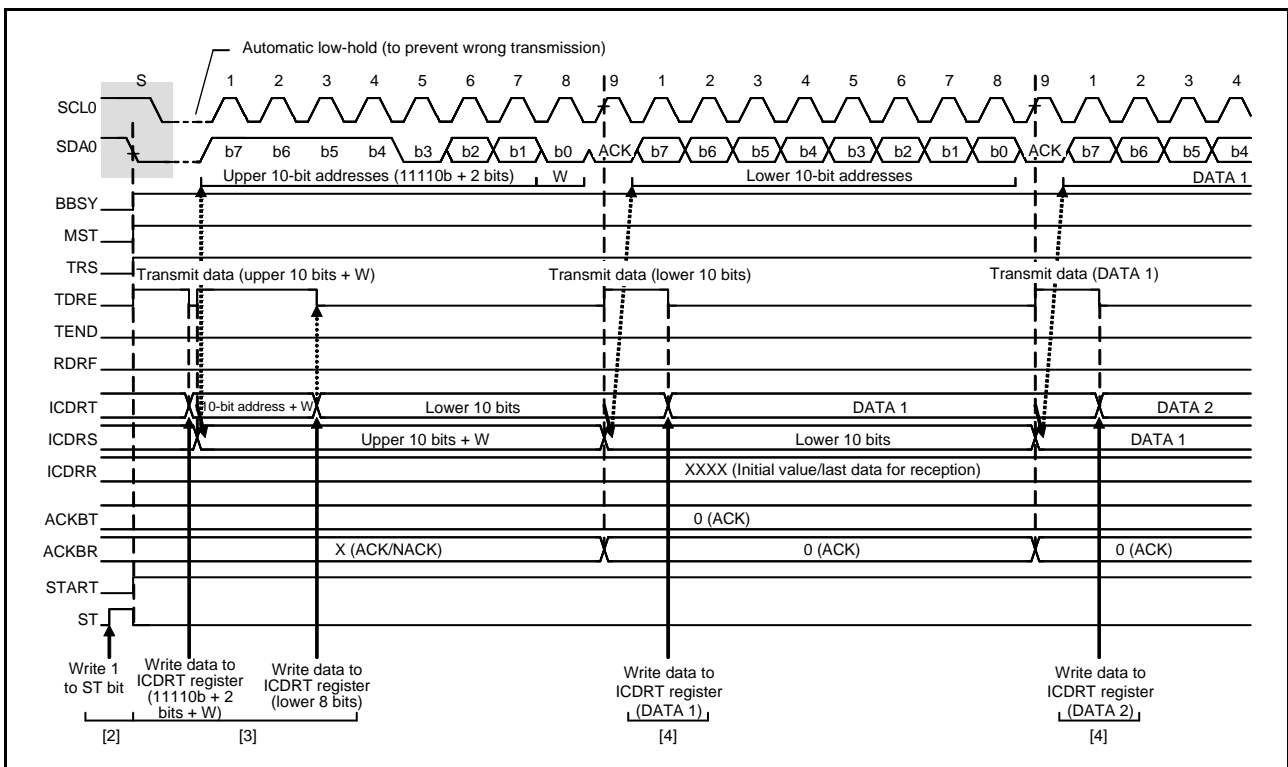 Automatic low-hold (to prevent wrong transmission)
S 1 2 3 4 5 6 7 8 9 1 2 3 4 5 6 7 8 9 1 2 3 4
SCL0
SDA0 b7 b6 b5 b4 b3 b2 b1 b0 ACK b7 b6 b5 b4 b3 b2 b1 b0 ACK b7 b6 b5 b4
Upper 10-bit addresses (11110b + 2 bits) W Lower 10-bit addresses DATA 1
BBSY
MST
TRS
Transmit data (upper 10 bits + W) Transmit data (lower 10 bits) Transmit data (DATA 1)
TDRE
TEND
RDRF
ICDRT 10-bit address + W Lower 10 bits DATA 1 DATA 2
ICDRS Upper 10 bits + W Lower 10 bits DATA 1
ICDRR XXXX (Initial value/last data for reception)
ACKBT 0 (ACK)
ACKBR X (ACK/NACK) 0 (ACK) 0 (ACK)
START
ST
Write 1
to ST bit
Write data to
ICDRT register
(11110b + 2
bits + W)
Write data to
ICDRT register
(lower 8 bits)
Write data to
ICDRT register
(DATA 1)
Write data to
ICDRT register
(DATA 2)
[2] [3] [4] [4]